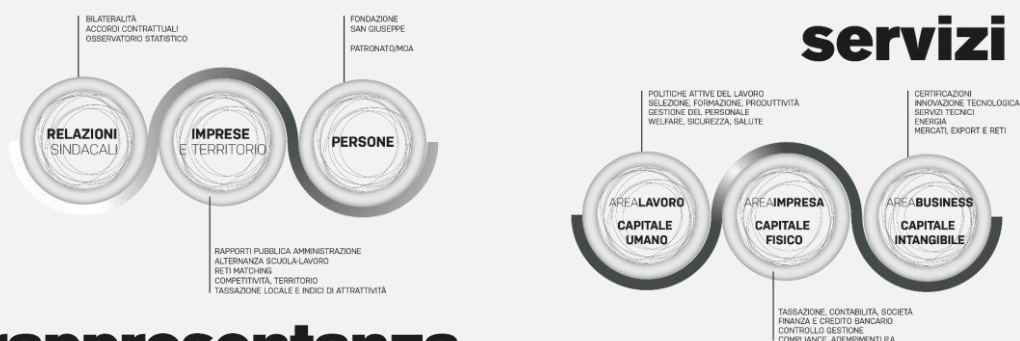 BILATERALITÀ
ACCORDI CONTRATTUALI
OSSERVATORIO STATISTICO
FONDAZIONE
SAN GIUSEPPE
PATRONATO/MOA
RELAZIONI
SINDACALI
IMPRESE
E TERRITORIO
PERSONE
RAPPORTI PUBBLICA AMMINISTRAZIONE
ALTERNANZA SCUOLA-LAVORO
RETI MATCHING
COMPETITIVITÀ, TERRITORIO
TASSAZIONE LOCALE E INDICI DI ATTRATTIVITÀ
rappresentanza
servizi
POLITICHE ATTIVE DEL LAVORO
SELEZIONE, FORMAZIONE, PRODUTTIVITÀ
GESTIONE DEL PERSONALE
WELFARE, SICUREZZA, SALUTE
CERTIFICAZIONI
INNOVAZIONE TECNOLOGICA
SERVIZI TECNICI
ENERGIA
MERCATI, EXPORT E RETI
AREALAVORO
CAPITALE
UMANO
AREAIMPRESA
CAPITALE
FISICO
AREABUSINESS
CAPITALE
INTANGIBILE
TASSAZIONE, CONTABILITÀ, SOCIETÀ
FINANZA E CREDITO BANCARIO
CONTROLLO GESTIONE
COMPLIANCE, ADEMPIMENTI P.A.